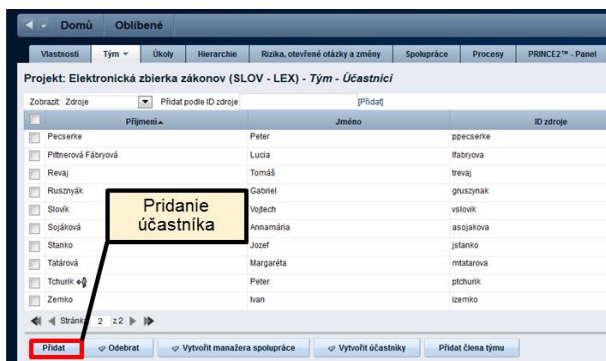 Domů Oblíbené
Vlastnosti Tým Úkoly Hierarchie Rizika, otevřené otázky a změny Spolupráce Procesy PRINCE2™ - Panel
Projekt: Elektronická zbierka zákonov (SLOV - LEX) - Tým - Účastníci
Zobrazit: Zdroje Přidat podle ID zdroje [Přidat]
Příjmení Jméno ID zdroje
Pecserke Peter ppecserke
Pittnerová Fábryová Lucia lfabryova
Revaj Tomáš trevaj
Rusznyák Gabriel gruszynak
Slovík Vojtech vslovik
Sojáková Annamária asojakova
Stanko Jozef jstanko
Tatárová Margaréta mtatarova
Tchurik Peter ptchurik
Zemko Ivan izemko
Pridanie
účastníka
Stránka 2 z 2
Přidat Odebrat Vytvořit manažera spolupráce Vytvořit účastníky Přidat člena týmu